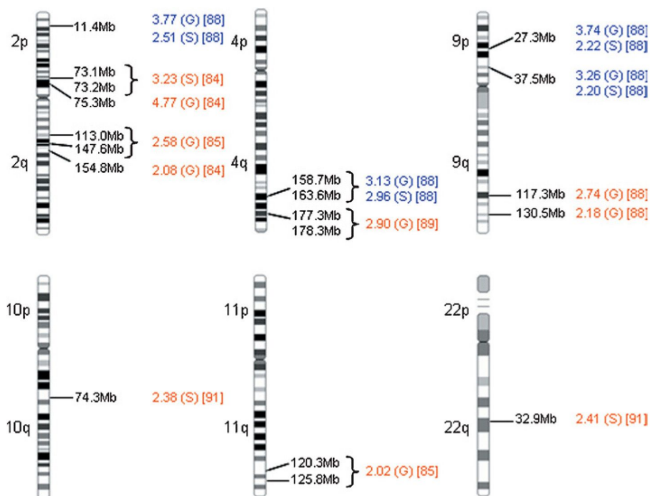 2p
11.4Mb
3.77 (G) [88]
2.51 (S) [88]
73.1Mb
73.2Mb
3.23 (S) [84]
75.3Mb
4.77 (G) [84]
2q
113.0Mb
147.6Mb
2.58 (G) [85]
154.8Mb
2.08 (G) [84]
4p
4q
158.7Mb
163.6Mb
3.13 (G) [88]
2.96 (S) [88]
177.3Mb
178.3Mb
2.90 (G) [89]
9p
27.3Mb
3.74 (G) [88]
2.22 (S) [88]
37.5Mb
3.26 (G) [88]
2.20 (S) [88]
9q
117.3Mb
2.74 (G) [88]
130.5Mb
2.18 (G) [88]
10p
74.3Mb
2.38 (S) [91]
10q
11p
11q
120.3Mb
125.8Mb
2.02 (G) [85]
22p
32.9Mb
2.41 (S) [91]
22q